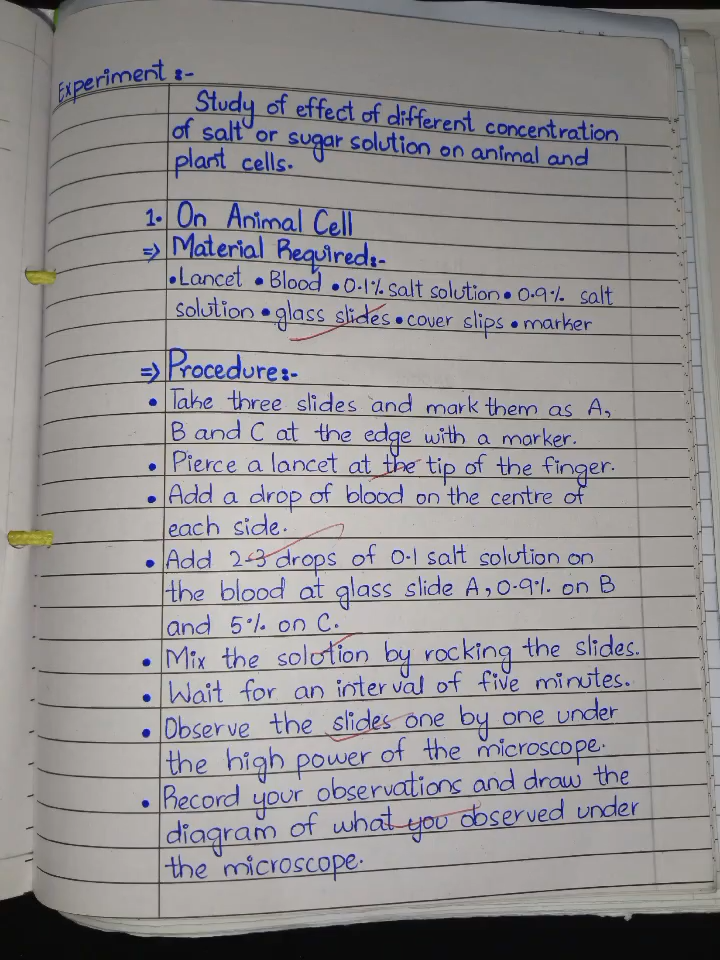 Experiment :-
Study of effect of different concentration
of salt or sugar solution on animal and
plant cells.
1. On Animal Cell
⇒ Material Required:-
• Lancet • Blood • 0.1% salt solution • 0.9% salt
solution • glass slides • cover slips • marker
⇒ Procedure:-
• Take three slides and mark them as A,
B and C at the edge with a marker.
• Pierce a lancet at the tip of the finger.
• Add a drop of blood on the centre of
each side.
• Add 2-3 drops of 0.1 salt solution on
the blood at glass slide A, 0.9% on B
and 5% on C.
• Mix the solution by rocking the slides.
• Wait for an interval of five minutes.
• Observe the slides one by one under
the high power of the microscope.
• Record your observations and draw the
diagram of what you observed under
the microscope.